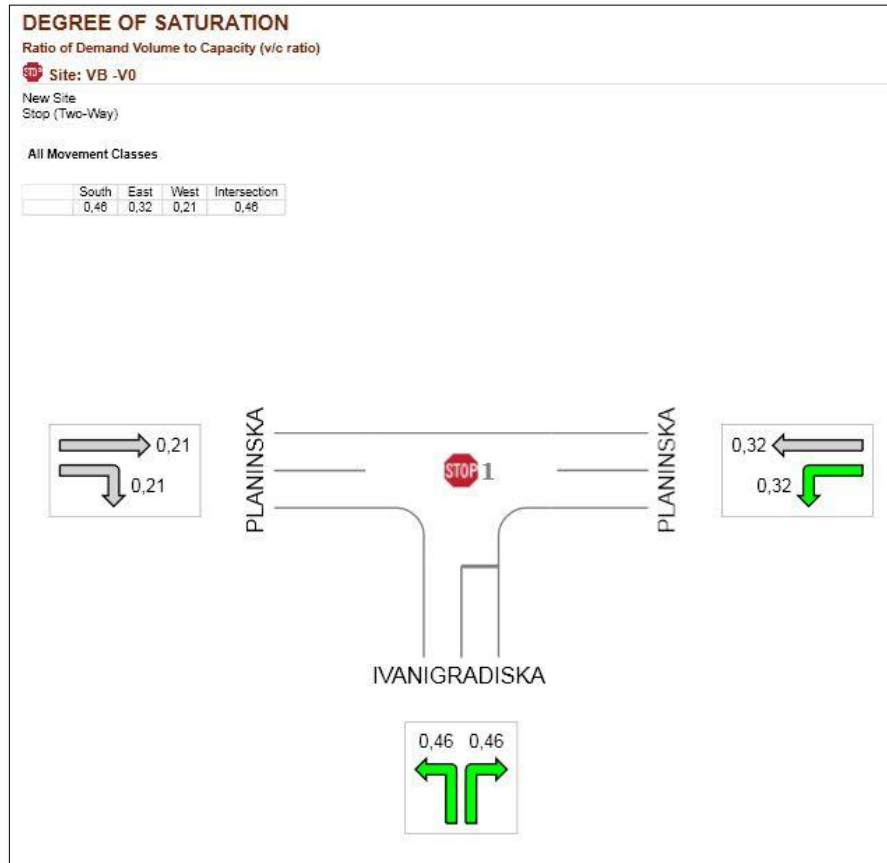 DEGREE OF SATURATION
Ratio of Demand Volume to Capacity (v/c ratio)
STOP Site: VB -V0
New Site
Stop (Two-Way)
All Movement Classes
South East West Intersection
0,46 0,32 0,21 0,46
PLANINSKA
PLANINSKA
0,21
0,21
STOP 1
0,32
0,32
IVANIGRADISKA
0,46 0,46